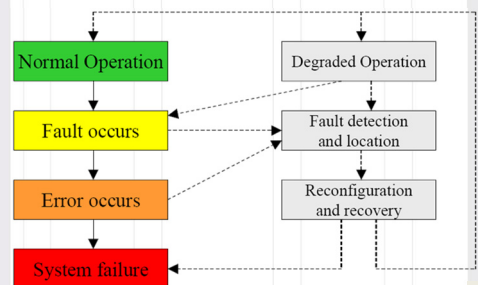 Normal Operation
Degraded Operation
Fault occurs
Fault detection
and location
Error occurs
Reconfiguration
and recovery
System failure